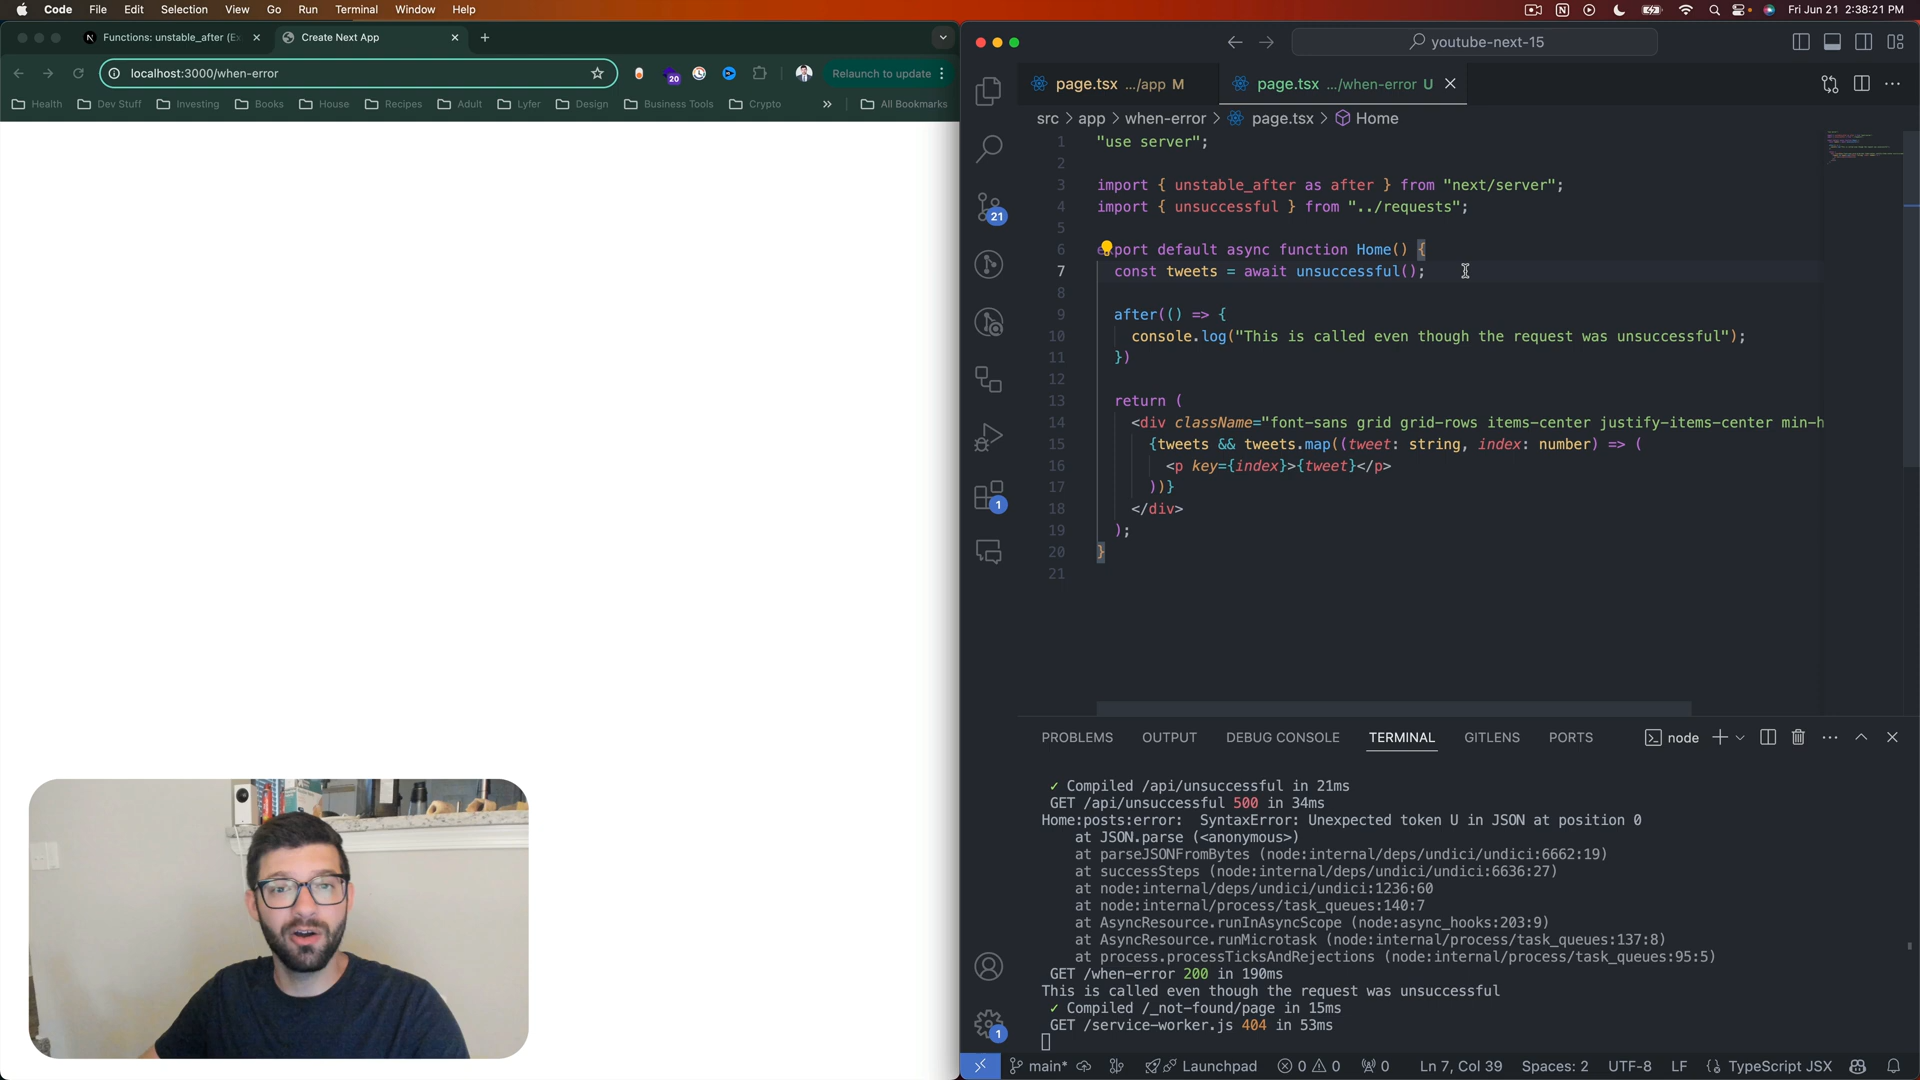 Code File Edit Selection View Go Run Terminal Window Help
Fri Jun 21 2:38:21 PM
Functions: unstable_after (E
Create Next App
localhost:3000/when-error
20
Relaunch to update
Health Dev Stuff Investing Books House Recipes Adult Lyfer Design Business Tools Crypto » All Bookmarks
youtube-next-15
page.tsx .../app M
page.tsx .../when-error U
src > app > when-error > page.tsx > Home
21
1
1
1 "use server";
2
3 import { unstable_after as after } from "next/server";
4 import { unsuccessful } from "../requests";
5
6 export default async function Home() {
7 const tweets = await unsuccessful();
8
9 after(() => {
10 console.log("This is called even though the request was unsuccessful");
11 })
12
13 return (
14 <div className="font-sans grid grid-rows items-center justify-items-center min-h
15 {tweets && tweets.map((tweet: string, index: number) => (
16 <p key={index}>{tweet}</p>
17 ))}
18 </div>
19 );
20 }
21
PROBLEMS OUTPUT DEBUG CONSOLE TERMINAL GITLENS PORTS
node
✓ Compiled /api/unsuccessful in 21ms
GET /api/unsuccessful 500 in 34ms
Home:posts:error: SyntaxError: Unexpected token U in JSON at position 0
at JSON.parse (<anonymous>)
at parseJSONFromBytes (node:internal/deps/undici/undici:6662:19)
at successSteps (node:internal/deps/undici/undici:6636:27)
at node:internal/deps/undici/undici:1236:60
at node:internal/process/task_queues:140:7
at AsyncResource.runInAsyncScope (node:async_hooks:203:9)
at AsyncResource.runMicrotask (node:internal/process/task_queues:137:8)
at process.processTicksAndRejections (node:internal/process/task_queues:95:5)
GET /when-error 200 in 190ms
This is called even though the request was unsuccessful
✓ Compiled /_not-found/page in 15ms
GET /service-worker.js 404 in 53ms
main* Launchpad 0 0 0 Ln 7, Col 39 Spaces: 2 UTF-8 LF TypeScript JSX